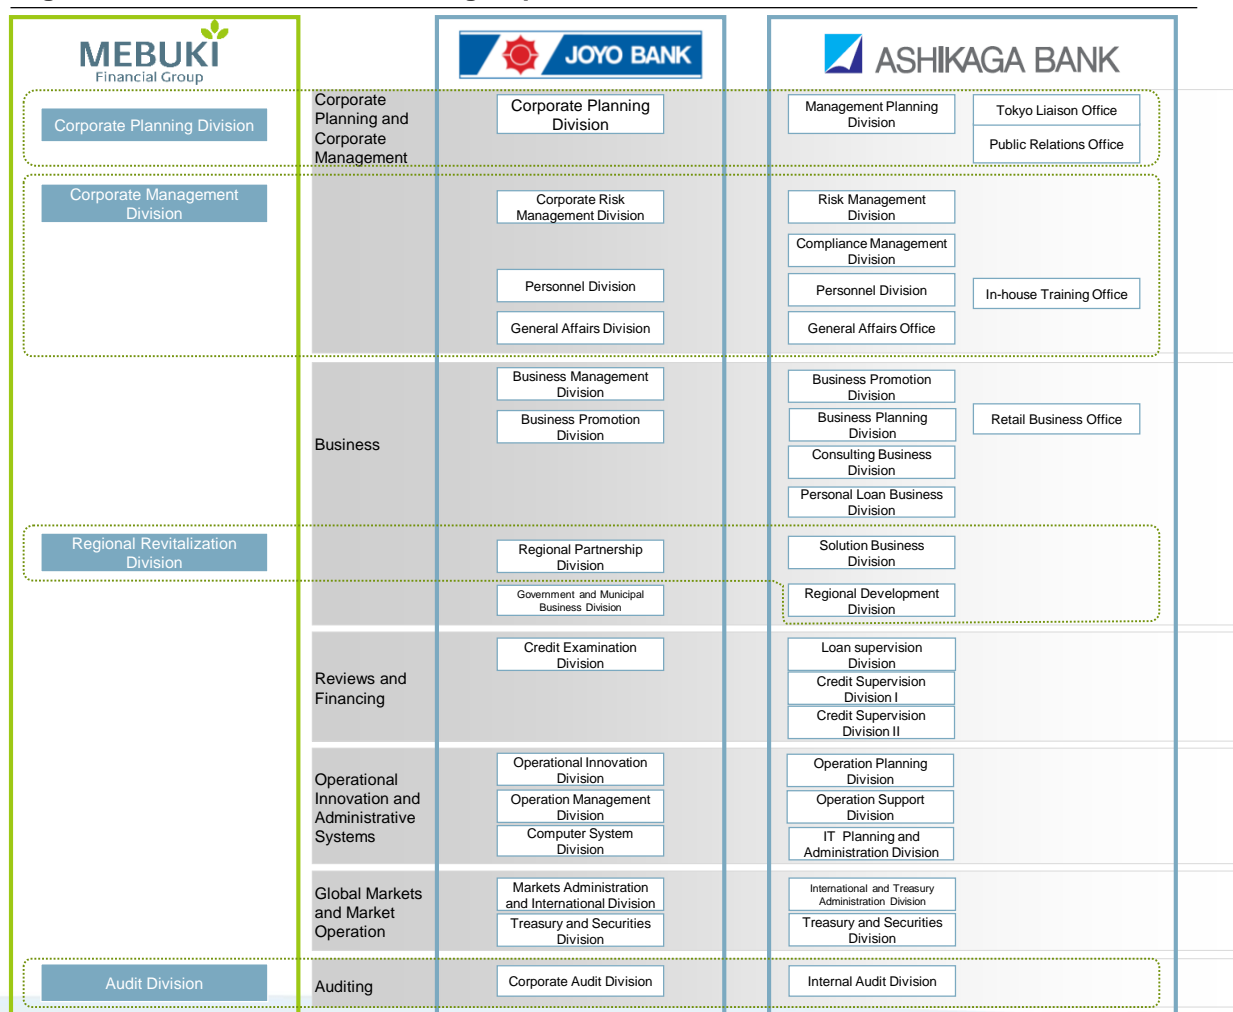 MEBUKI
Financial Group
JOYO BANK
ASHIKAGA BANK
Corporate Planning Division
Corporate
Planning and
Corporate
Management
Corporate Planning
Division
Management Planning
Division
Tokyo Liaison Office
Public Relations Office
Corporate Management
Division
Corporate Risk
Management Division
Risk Management
Division
Compliance Management
Division
Personnel Division
Personnel Division
In-house Training Office
General Affairs Division
General Affairs Office
Business
Business Management
Division
Business Promotion
Division
Business Promotion
Division
Business Planning
Division
Retail Business Office
Consulting Business
Division
Personal Loan Business
Division
Regional Revitalization
Division
Regional Partnership
Division
Solution Business
Division
Government and Municipal
Business Division
Regional Development
Division
Reviews and
Financing
Credit Examination
Division
Loan supervision
Division
Credit Supervision
Division I
Credit Supervision
Division II
Operational
Innovation and
Administrative
Systems
Operational Innovation
Division
Operation Planning
Division
Operation Management
Division
Operation Support
Division
Computer System
Division
IT Planning and
Administration Division
Global Markets
and Market
Operation
Markets Administration
and International Division
International and Treasury
Administration Division
Treasury and Securities
Division
Treasury and Securities
Division
Audit Division
Auditing
Corporate Audit Division
Internal Audit Division